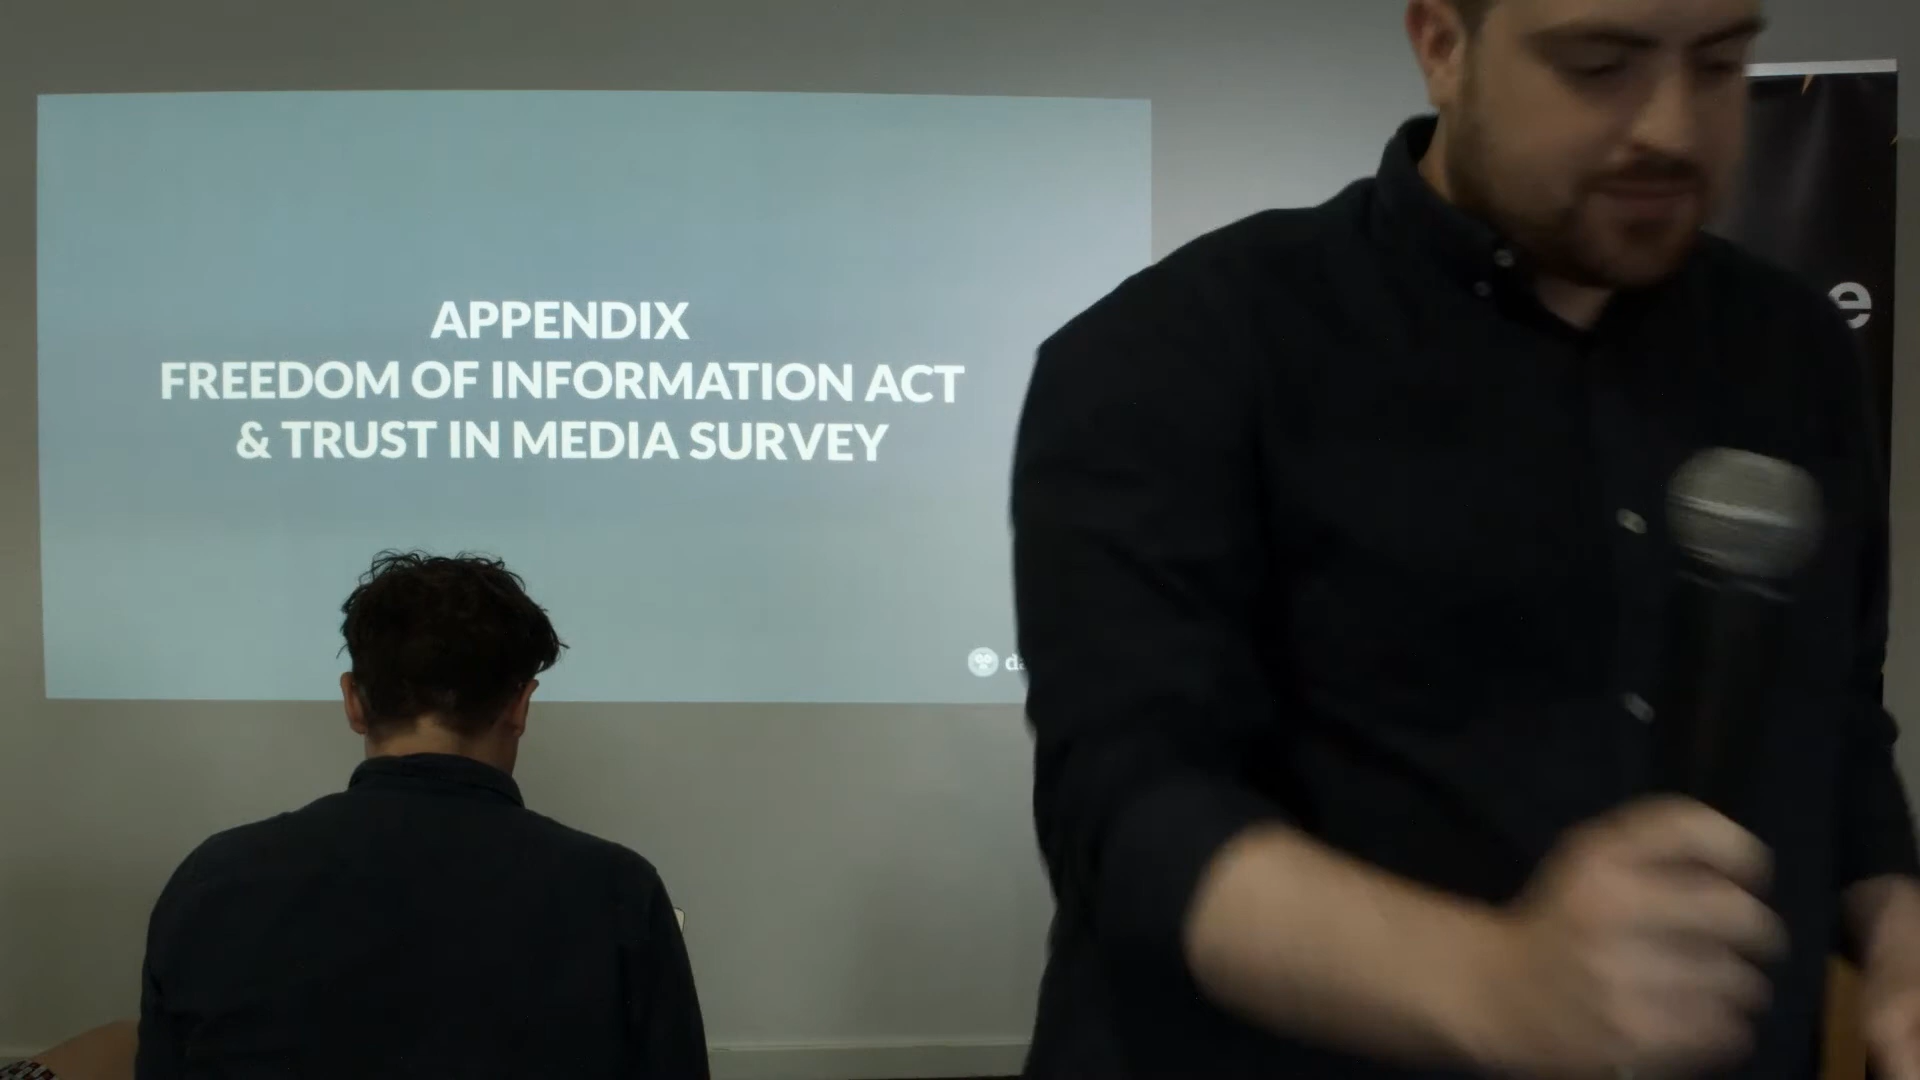 APPENDIX
FREEDOM OF INFORMATION ACT
& TRUST IN MEDIA SURVEY